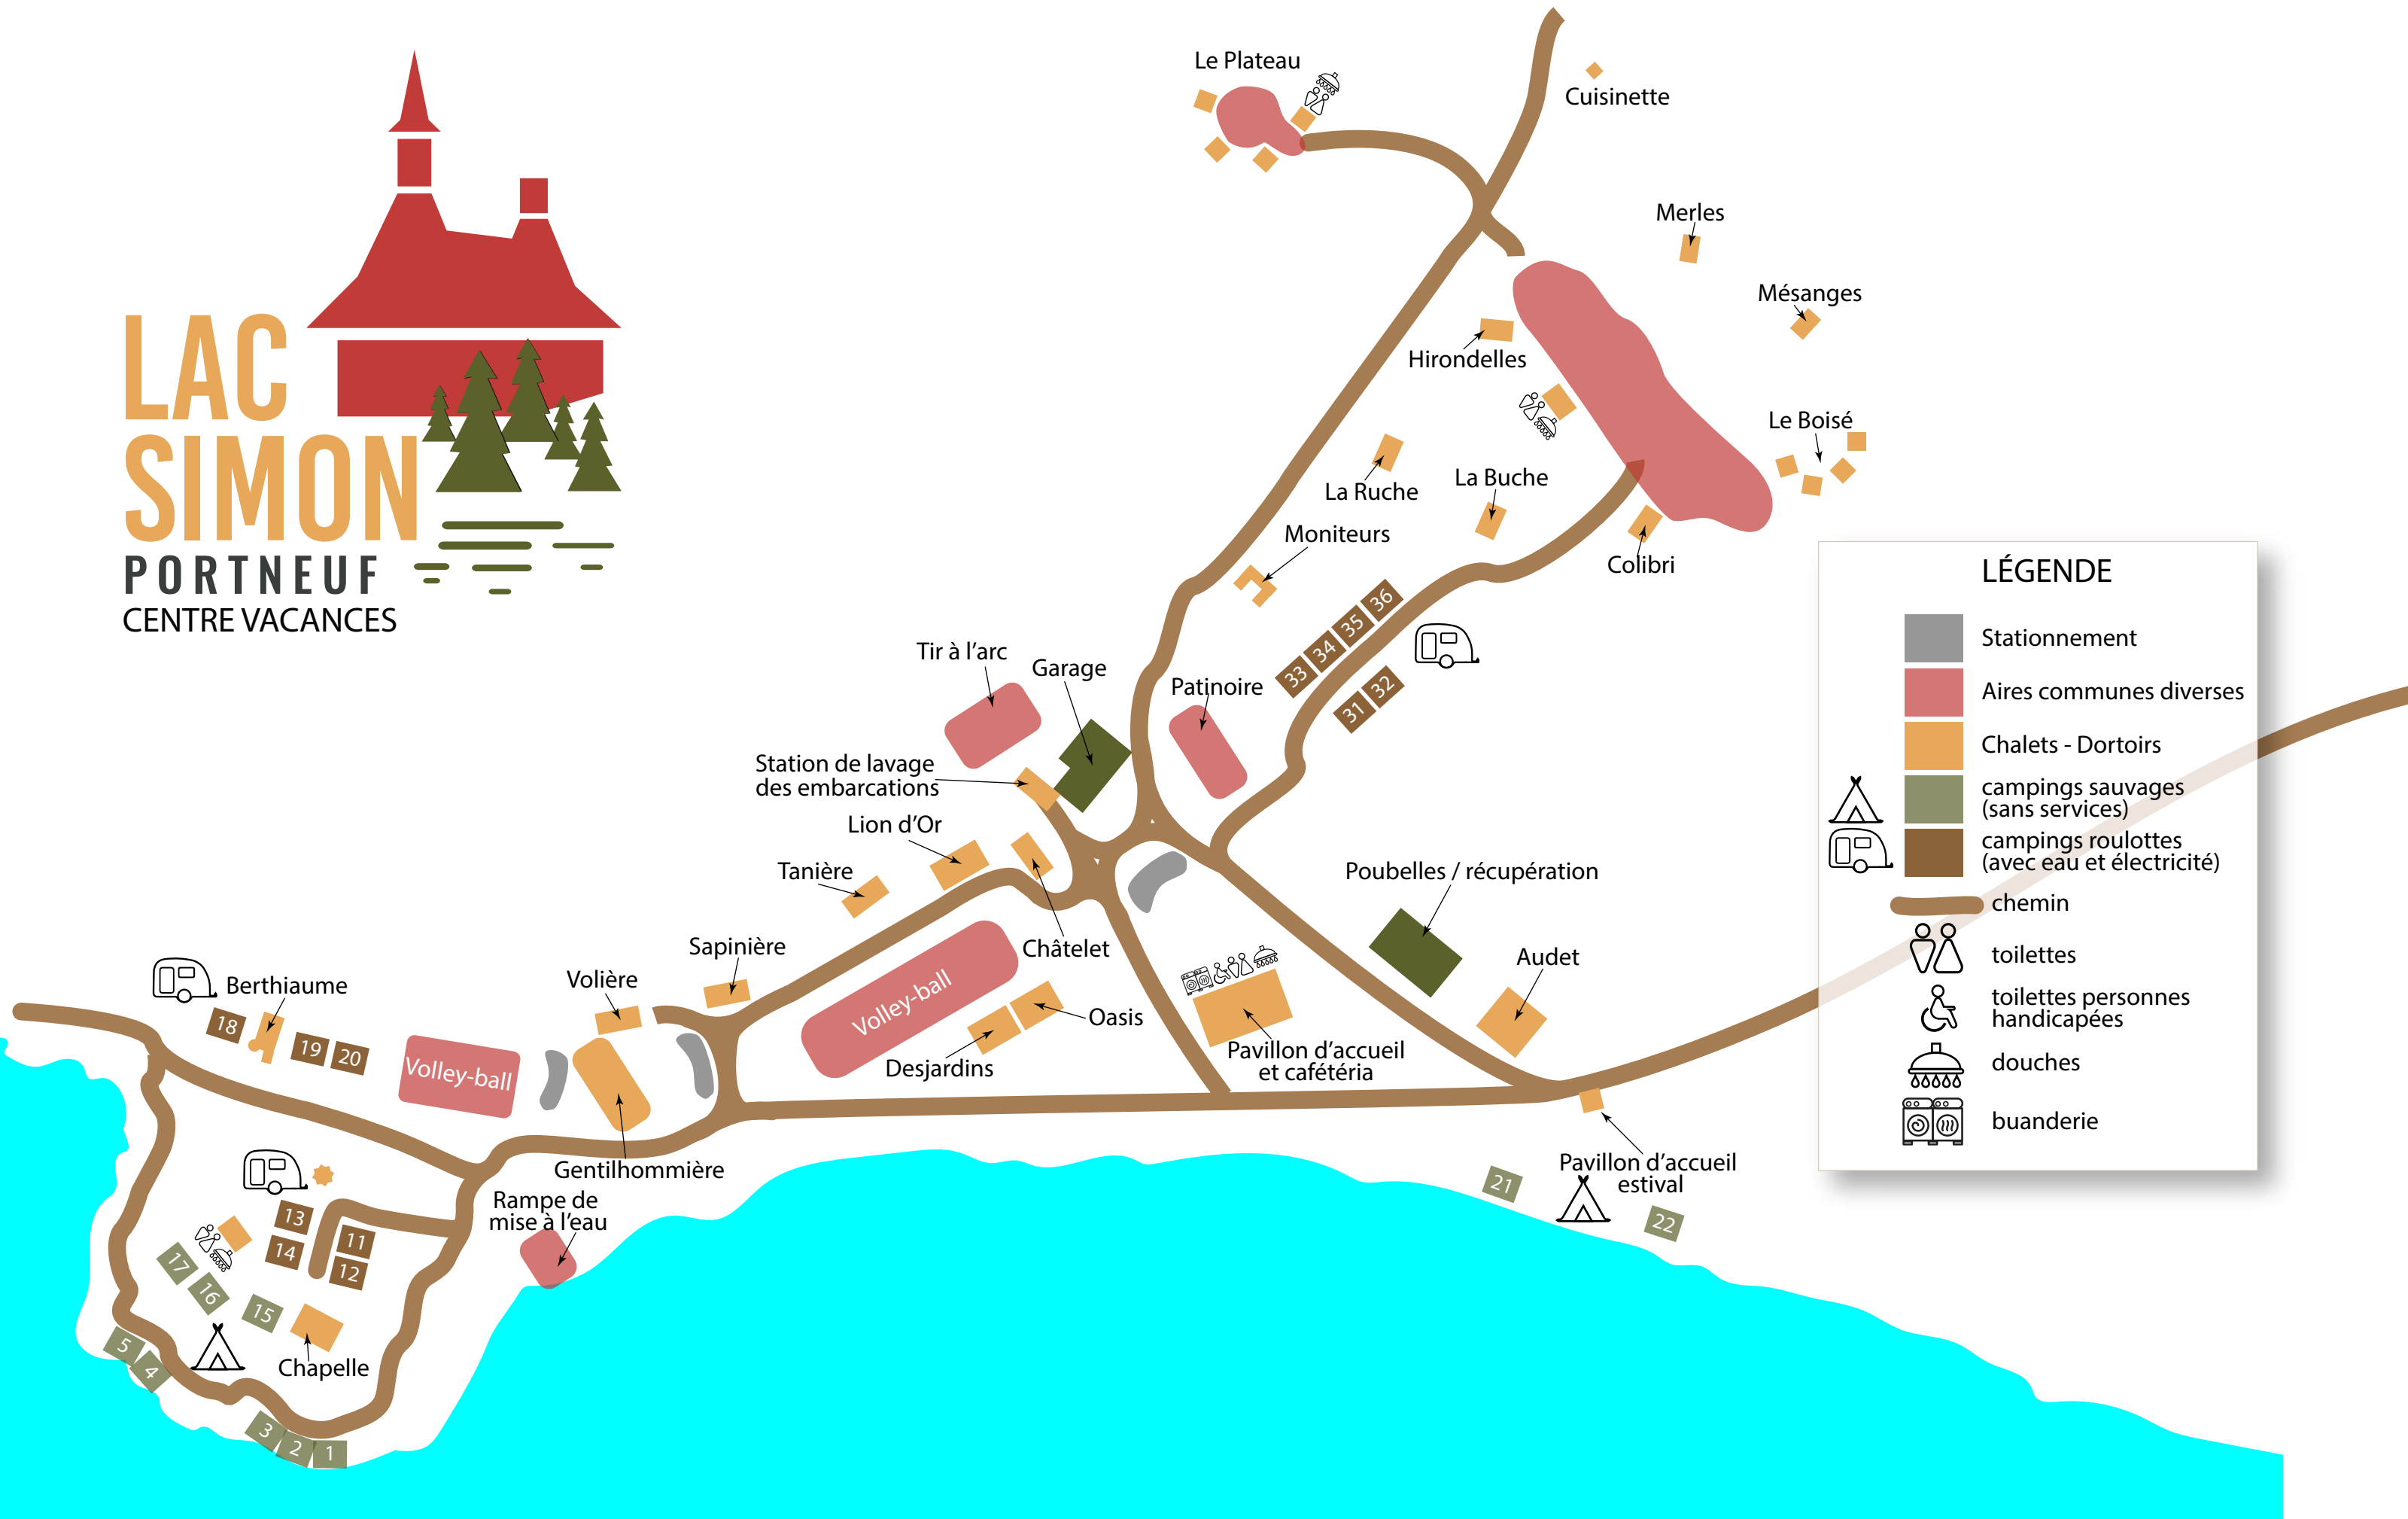 LAC
SIMON
PORTNEUF
CENTRE VACANCES
Le Plateau
Cuisinette
Merles
Mésanges
Hirondelles
Le Boisé
La Ruche
La Buche
Moniteurs
Colibri
36
35
34
33
32
31
Tir à l’arc
Garage
Patinoire
Station de lavage
des embarcations
Lion d’Or
Tanière
Châtelet
Poubelles / récupération
Audet
Sapinière
Volière
Volley-ball
Oasis
Desjardins
Pavillon d’accueil
et cafétéria
Berthiaume
18
19
20
Volley-ball
Gentilhommière
Rampe de
mise à l’eau
Pavillon d’accueil
estival
21
22
13
14
11
12
17
16
15
Chapelle
5
4
3
2
1
LÉGENDE
Stationnement
Aires communes diverses
Chalets - Dortoirs
campings sauvages
(sans services)
campings roulottes
(avec eau et électricité)
chemin
toilettes
toilettes personnes
handicapées
douches
buanderie